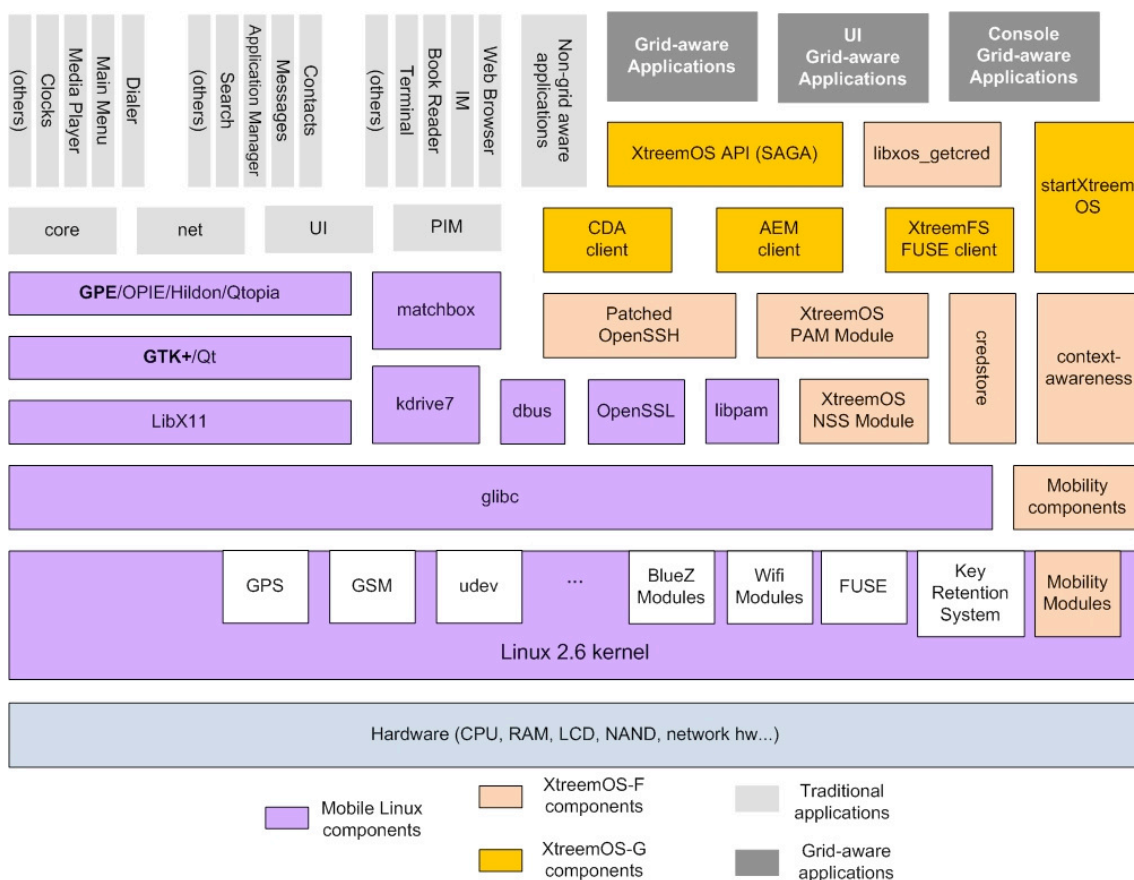 (others)
Clocks
Media Player
Main Menu
Dialer
(others)
Search
Application Manager
Messages
Contacts
(others)
Terminal
Book Reader
IM
Web Browser
Non-grid aware
applications
Grid-aware
Applications
UI
Grid-aware
Applications
Console
Grid-aware
Applications
XtreemOS API (SAGA)
libxos_getcred
startXtreem
OS
core
net
UI
PIM
CDA
client
AEM
client
XtreemFS
FUSE client
GPE/OPIE/Hildon/Qtopia
matchbox
Patched
OpenSSH
XtreemOS
PAM Module
credstore
context-
awareness
GTK+/Qt
kdrive7
dbus
OpenSSL
libpam
XtreemOS
NSS Module
LibX11
glibc
Mobility
components
GPS
GSM
udev
...
BlueZ
Modules
Wifi
Modules
FUSE
Key
Retention
System
Mobility
Modules
Linux 2.6 kernel
Hardware (CPU, RAM, LCD, NAND, network hw...)
Mobile Linux
components
XtreemOS-F
components
XtreemOS-G
components
Traditional
applications
Grid-aware
applications